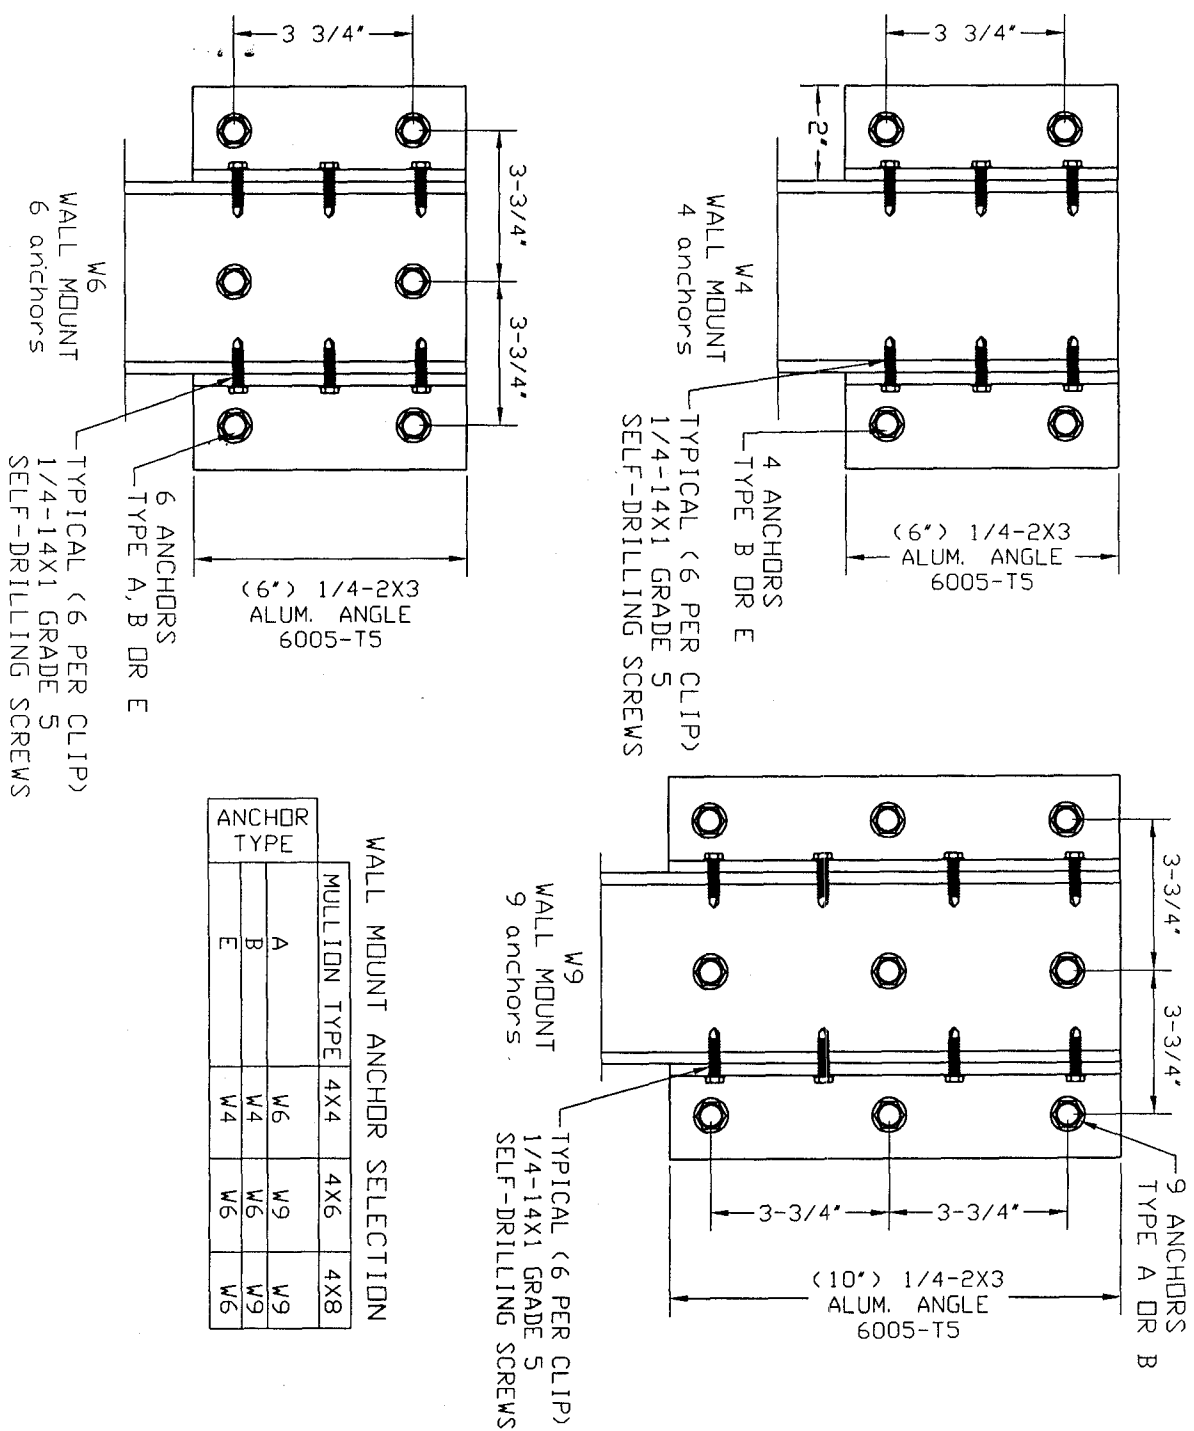 3 3/4"
2"
W4
WALL MOUNT
4 anchors
4 ANCHORS
TYPE B OR E
TYPICAL (6 PER CLIP)
1/4-14X1 GRADE 5
SELF-DRILLING SCREWS
(6") 1/4-2X3
ALUM. ANGLE
6005-T5
3 3/4"
3-3/4"
3-3/4"
W6
WALL MOUNT
6 anchors
6 ANCHORS
TYPE A, B OR E
TYPICAL (6 PER CLIP)
1/4-14X1 GRADE 5
SELF-DRILLING SCREWS
(6") 1/4-2X3
ALUM. ANGLE
6005-T5
3-3/4"
3-3/4"
9 ANCHORS
TYPE A OR B
W9
WALL MOUNT
9 anchors
TYPICAL (6 PER CLIP)
1/4-14X1 GRADE 5
SELF-DRILLING SCREWS
3-3/4"
3-3/4"
(10") 1/4-2X3
ALUM. ANGLE
6005-T5
WALL MOUNT ANCHOR SELECTION
MULLION TYPE 4X4 4X6 4X8
ANCHOR
TYPE
A W6 W9 W9
B W4 W6 W9
E W4 W6 W6